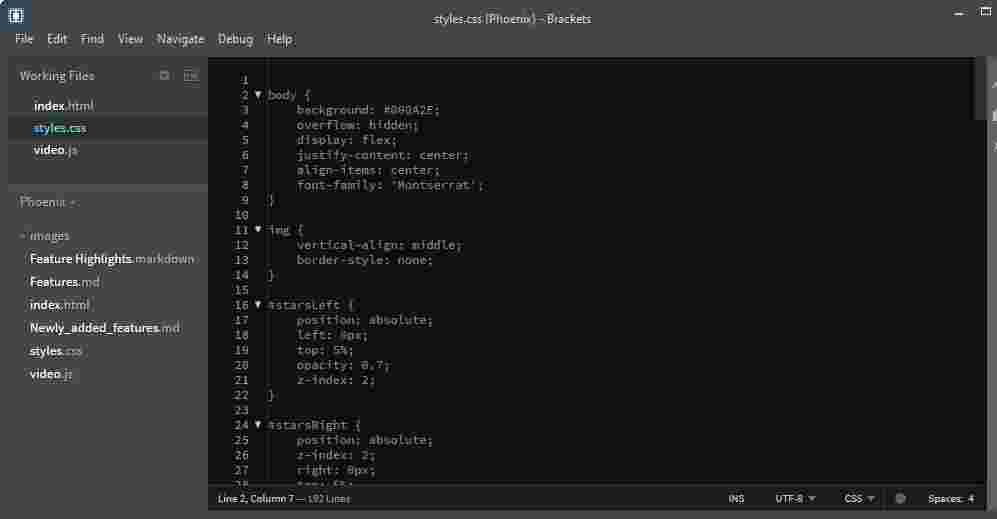 styles.css (Phoenix) - Brackets
File Edit Find View Navigate Debug Help
Working Files
index.html
styles.css
video.js
Phoenix
images
Feature Highlights.markdown
Features.md
index.html
Newly_added_features.md
styles.css
video.js
1
2 body {
3 background: #000A2E;
4 overflow: hidden;
5 display: flex;
6 justify-content: center;
7 align-items: center;
8 font-family: 'Montserrat';
9 }
10
11 img {
12 vertical-align: middle;
13 border-style: none;
14 }
15
16 #starsLeft {
17 position: absolute;
18 left: 0px;
19 top: 5%;
20 opacity: 0.7;
21 z-index: 2;
22 }
23
24 #starsRight {
25 position: absolute;
26 z-index: 2;
27 right: 0px;
28 top: 5%;
Line 2, Column 7 — 192 Lines INS UTF-8 CSS Spaces: 4